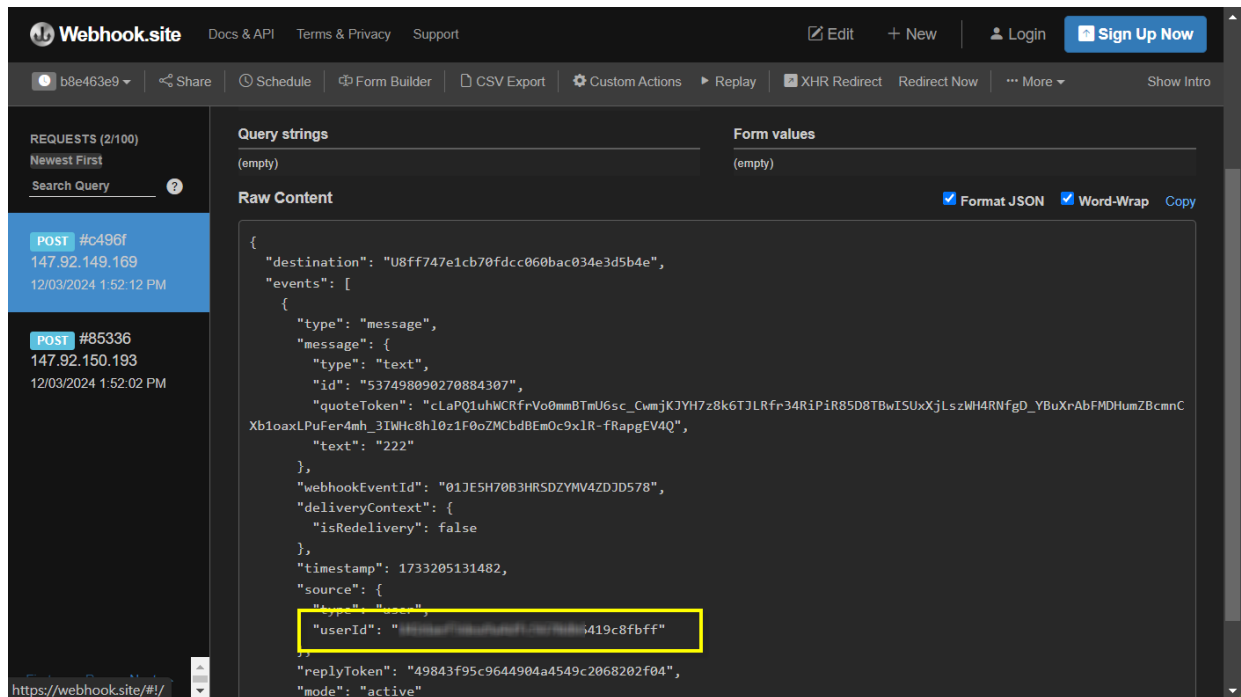 Webhook.site Docs & API Terms & Privacy Support Edit + New Login Sign Up Now
b8e463e9 Share Schedule Form Builder CSV Export Custom Actions Replay XHR Redirect Redirect Now ··· More Show Intro
REQUESTS (2/100)
Newest First
Search Query ?
POST #c496f
147.92.149.169
12/03/2024 1:52:12 PM
POST #85336
147.92.150.193
12/03/2024 1:52:02 PM
https://webhook.site/#!/
Query strings Form values
(empty) (empty)
Raw Content Format JSON Word-Wrap Copy
{
"destination": "U8ff747e1cb70fdcc060bac034e3d5b4e",
"events": [
{
"type": "message",
"message": {
"type": "text",
"id": "537498090270884307",
"quoteToken": "cLaPQ1uhWCRfrVo0mmBTmU6sc_CwmjKJYH7z8k6TJLRfr34RiPiR85D8TBwISUxXjLszWH4RNfgD_YBuXrAbFMDHumZBcmnC
Xb1oaxLPuFer4mh_3IWHc8hl0z1F0oZMCbdBEmOc9xlR-fRapgEV4Q",
"text": "222"
},
"webhookEventId": "01JE5H70B3HRSDZYMV4ZDJD578",
"deliveryContext": {
"isRedelivery": false
},
"timestamp": 1733205131482,
"source": {
"type": "user",
"userId": " 419c8fbff"
},
"replyToken": "49843f95c9644904a4549c2068202f04",
"mode": "active"